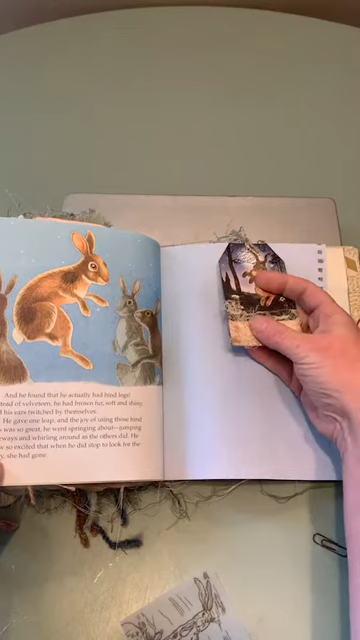 And he found that he actually had hind legs!
stead of velveteen, he had brown fur, soft and shiny,
his ears twitched by themselves.
He gave one leap, and the joy of using those hind
was so great, he went springing about—jumping
eways and whirling around as the others did. He
w so excited that when he did stop to look for the
y, she had gone.